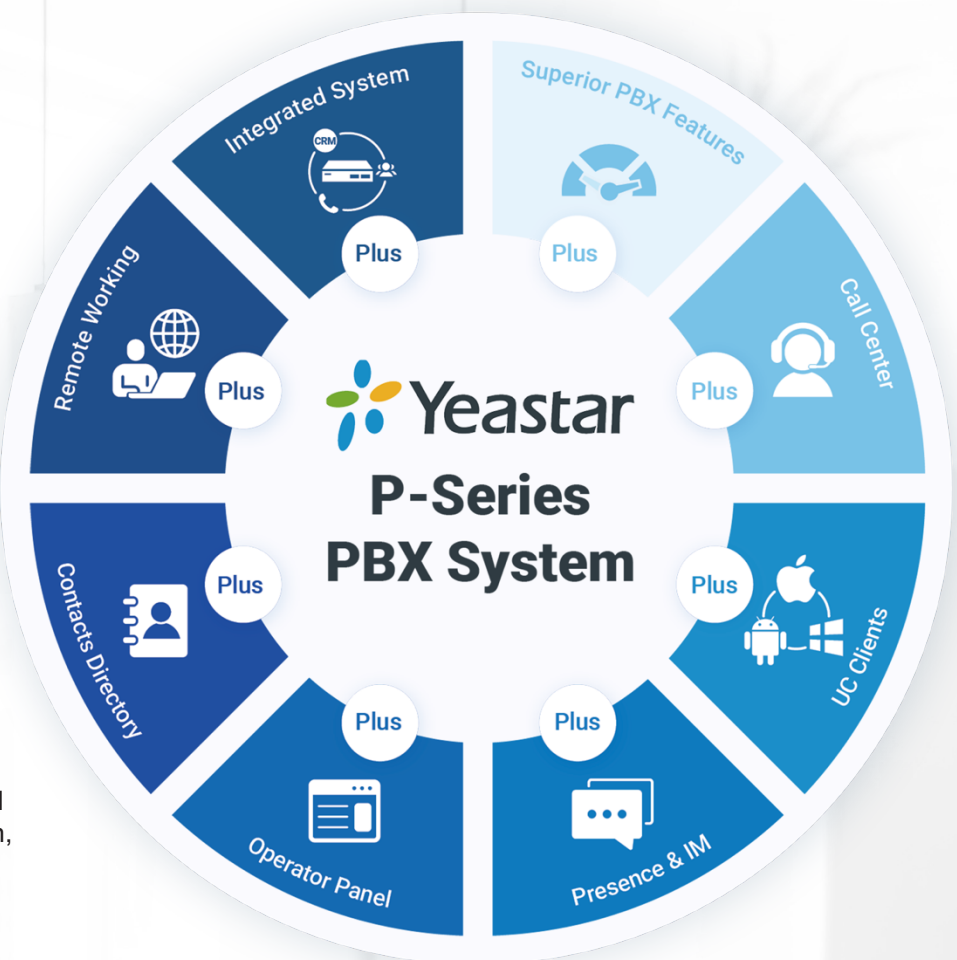 Superior PBX Features
Plus
Call Center
Plus
UC Clients
Plus
Presence & IM
Plus
Operator Panel
Plus
Contacts Directory
Plus
Remote Working
Plus
Integrated System
CRM
Plus
Yeastar
P-Series
PBX System